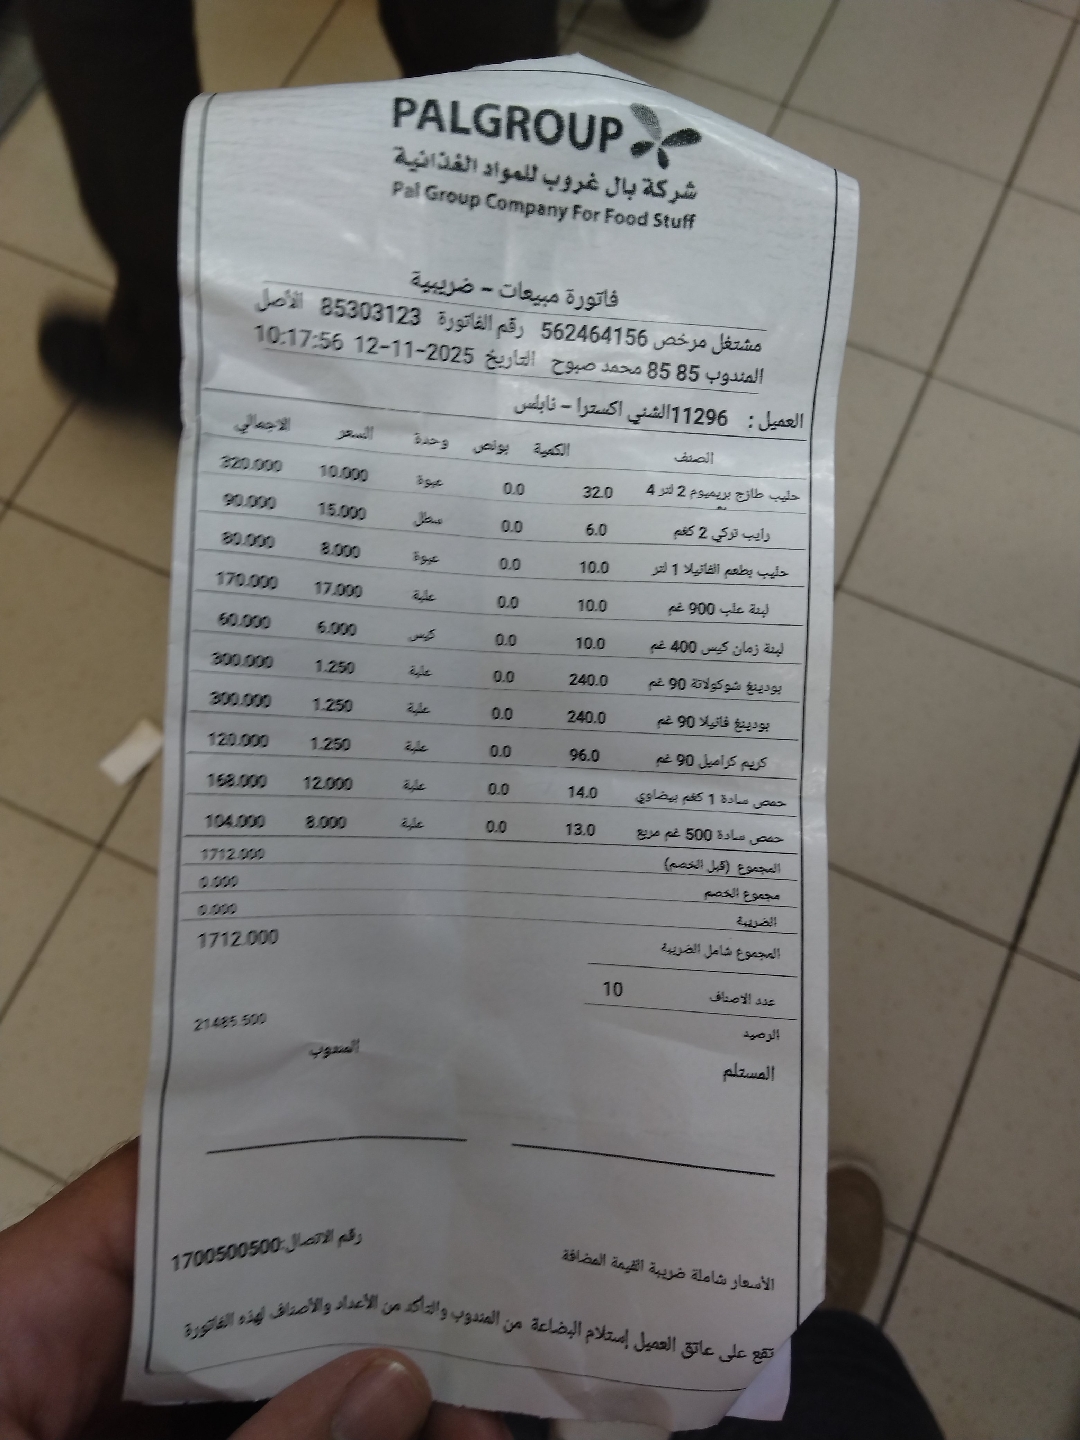 PALGROUP
شركة بال غروب للمواد الغذائية
Pal Group Company For Food Stuff
فاتورة مبيعات - ضريبية
مشتغل مرخص 562464156 رقم الفاتورة 85303123 الأصل
المندوب 85 85 محمد صبوح التاريخ 12-11-2025 10:17:56
العميل : 11296الشني اكسترا - نابلس
الصنف الكمية بونص وحدة السعر الاجمالي
حليب طازج بريميوم 2 لتر 4 32.0 0.0 عبوة 10.000 320.000
رايب تركي 2 كغم 6.0 0.0 سطل 15.000 90.000
حليب بطعم الفانيلا 1 لتر 10.0 0.0 عبوة 8.000 80.000
لبنة علب 900 غم 10.0 0.0 علبة 17.000 170.000
لبنة زمان كيس 400 غم 10.0 0.0 كيس 6.000 60.000
بودينغ شوكولاتة 90 غم 240.0 0.0 علبة 1.250 300.000
بودينغ فانيلا 90 غم 240.0 0.0 علبة 1.250 300.000
كريم كراميل 90 غم 96.0 0.0 علبة 1.250 120.000
حمص سادة 1 كغم بيضاوي 14.0 0.0 علبة 12.000 168.000
حمص سادة 500 غم مربع 13.0 0.0 علبة 8.000 104.000
المجموع (قبل الخصم) 1712.000
مجموع الخصم 0.000
الضريبة 0.000
المجموع شامل الضريبة 1712.000
عدد الاصناف 10
الرصيد 21485.500
المستلم المندوب
الأسعار شاملة ضريبة القيمة المضافة رقم الاتصال:1700500500
تقع على عاتق العميل إستلام البضاعة من المندوب والتأكد من الأعداد والأصناف لهذه الفاتورة